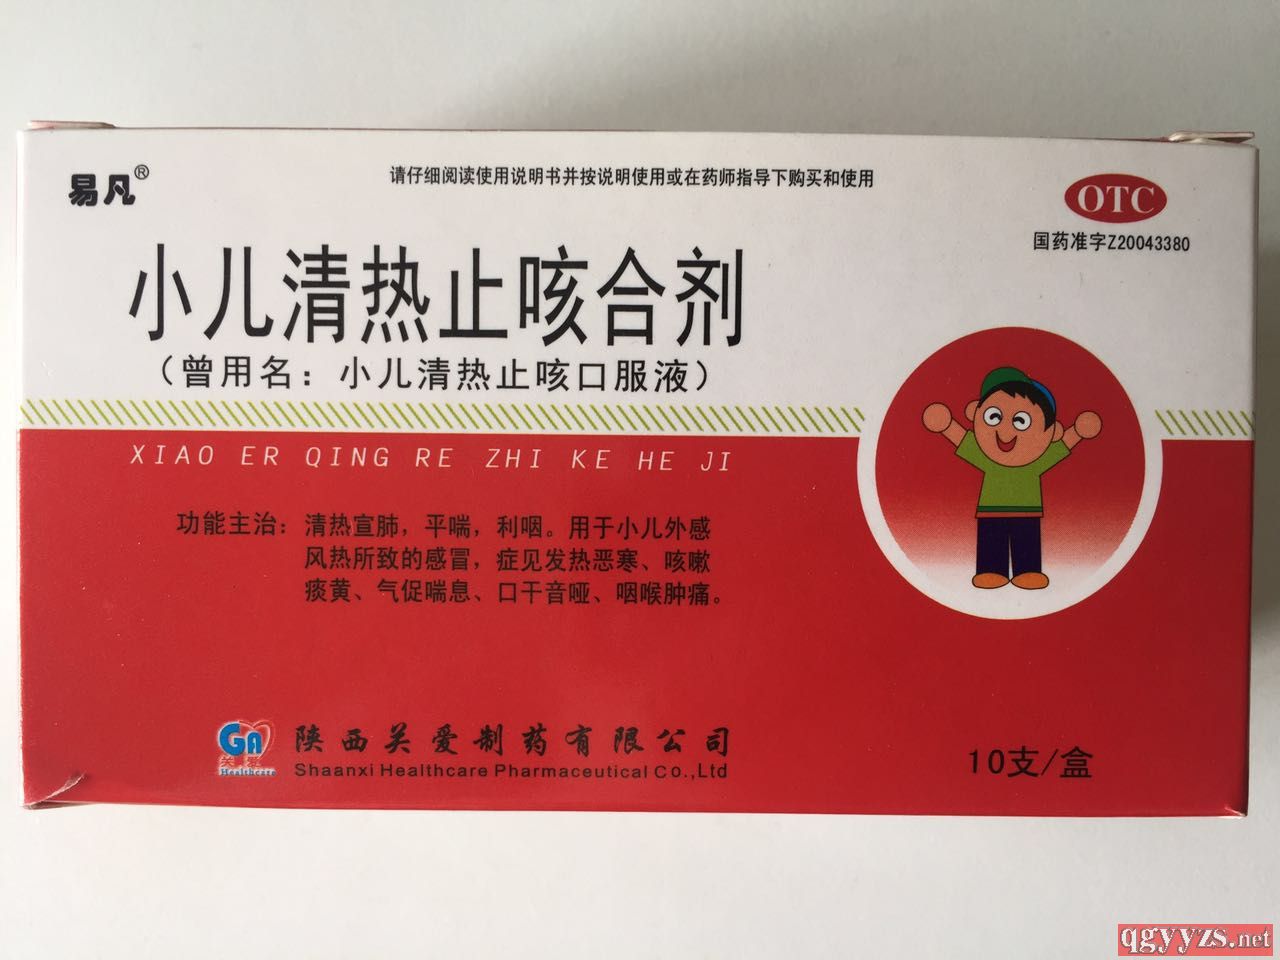 易凡®
请仔细阅读使用说明书并按说明使用或在药师指导下购买和使用
OTC
国药准字Z20043380
小儿清热止咳合剂
（曾用名：小儿清热止咳口服液）
XIAO ER QING RE ZHI KE HE JI
功能主治：清热宣肺，平喘，利咽。用于小儿外感
风热所致的感冒，症见发热恶寒、咳嗽
痰黄、气促喘息、口干音哑、咽喉肿痛。
GA
关爱
Healthcare
陕西关爱制药有限公司
Shaanxi Healthcare Pharmaceutical Co.,Ltd
10支/盒
qgyyzs.net